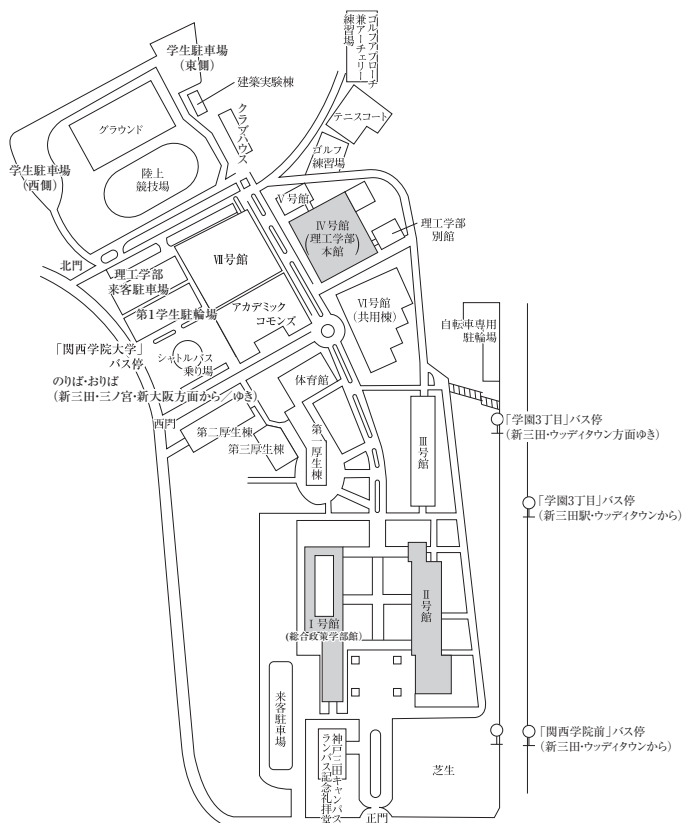 ゴルフアプローチ
兼アーチェリー
練習場
学生駐車場
(東側)
建築実験棟
クラブハウス
テニスコート
グラウンド
ゴルフ
練習場
陸上
競技場
学生駐車場
(西側)
Ⅴ号館
Ⅳ号館
(理工学部
本館)
理工学部
別館
北門
Ⅶ号館
理工学部
来客駐車場
Ⅵ号館
(共用棟)
アカデミック
コモンズ
第1学生駐輪場
自転車専用
駐輪場
「関西学院大学」
バス停
のりば・おりば
(新三田・三ノ宮・新大阪方面から/ゆき)
シャトルバス
乗り場
体育館
西門
第二厚生棟
第三厚生棟
第一厚生棟
Ⅲ号館
「学園3丁目」バス停
(新三田・ウッディタウン方面ゆき)
「学園3丁目」バス停
(新三田駅・ウッディタウンから)
Ⅰ号館
(総合政策学部館)
Ⅱ号館
来客駐車場
神戸三田キャンパス
ランバス記念礼拝堂
「関西学院前」バス停
(新三田・ウッディタウンから)
芝生
正門